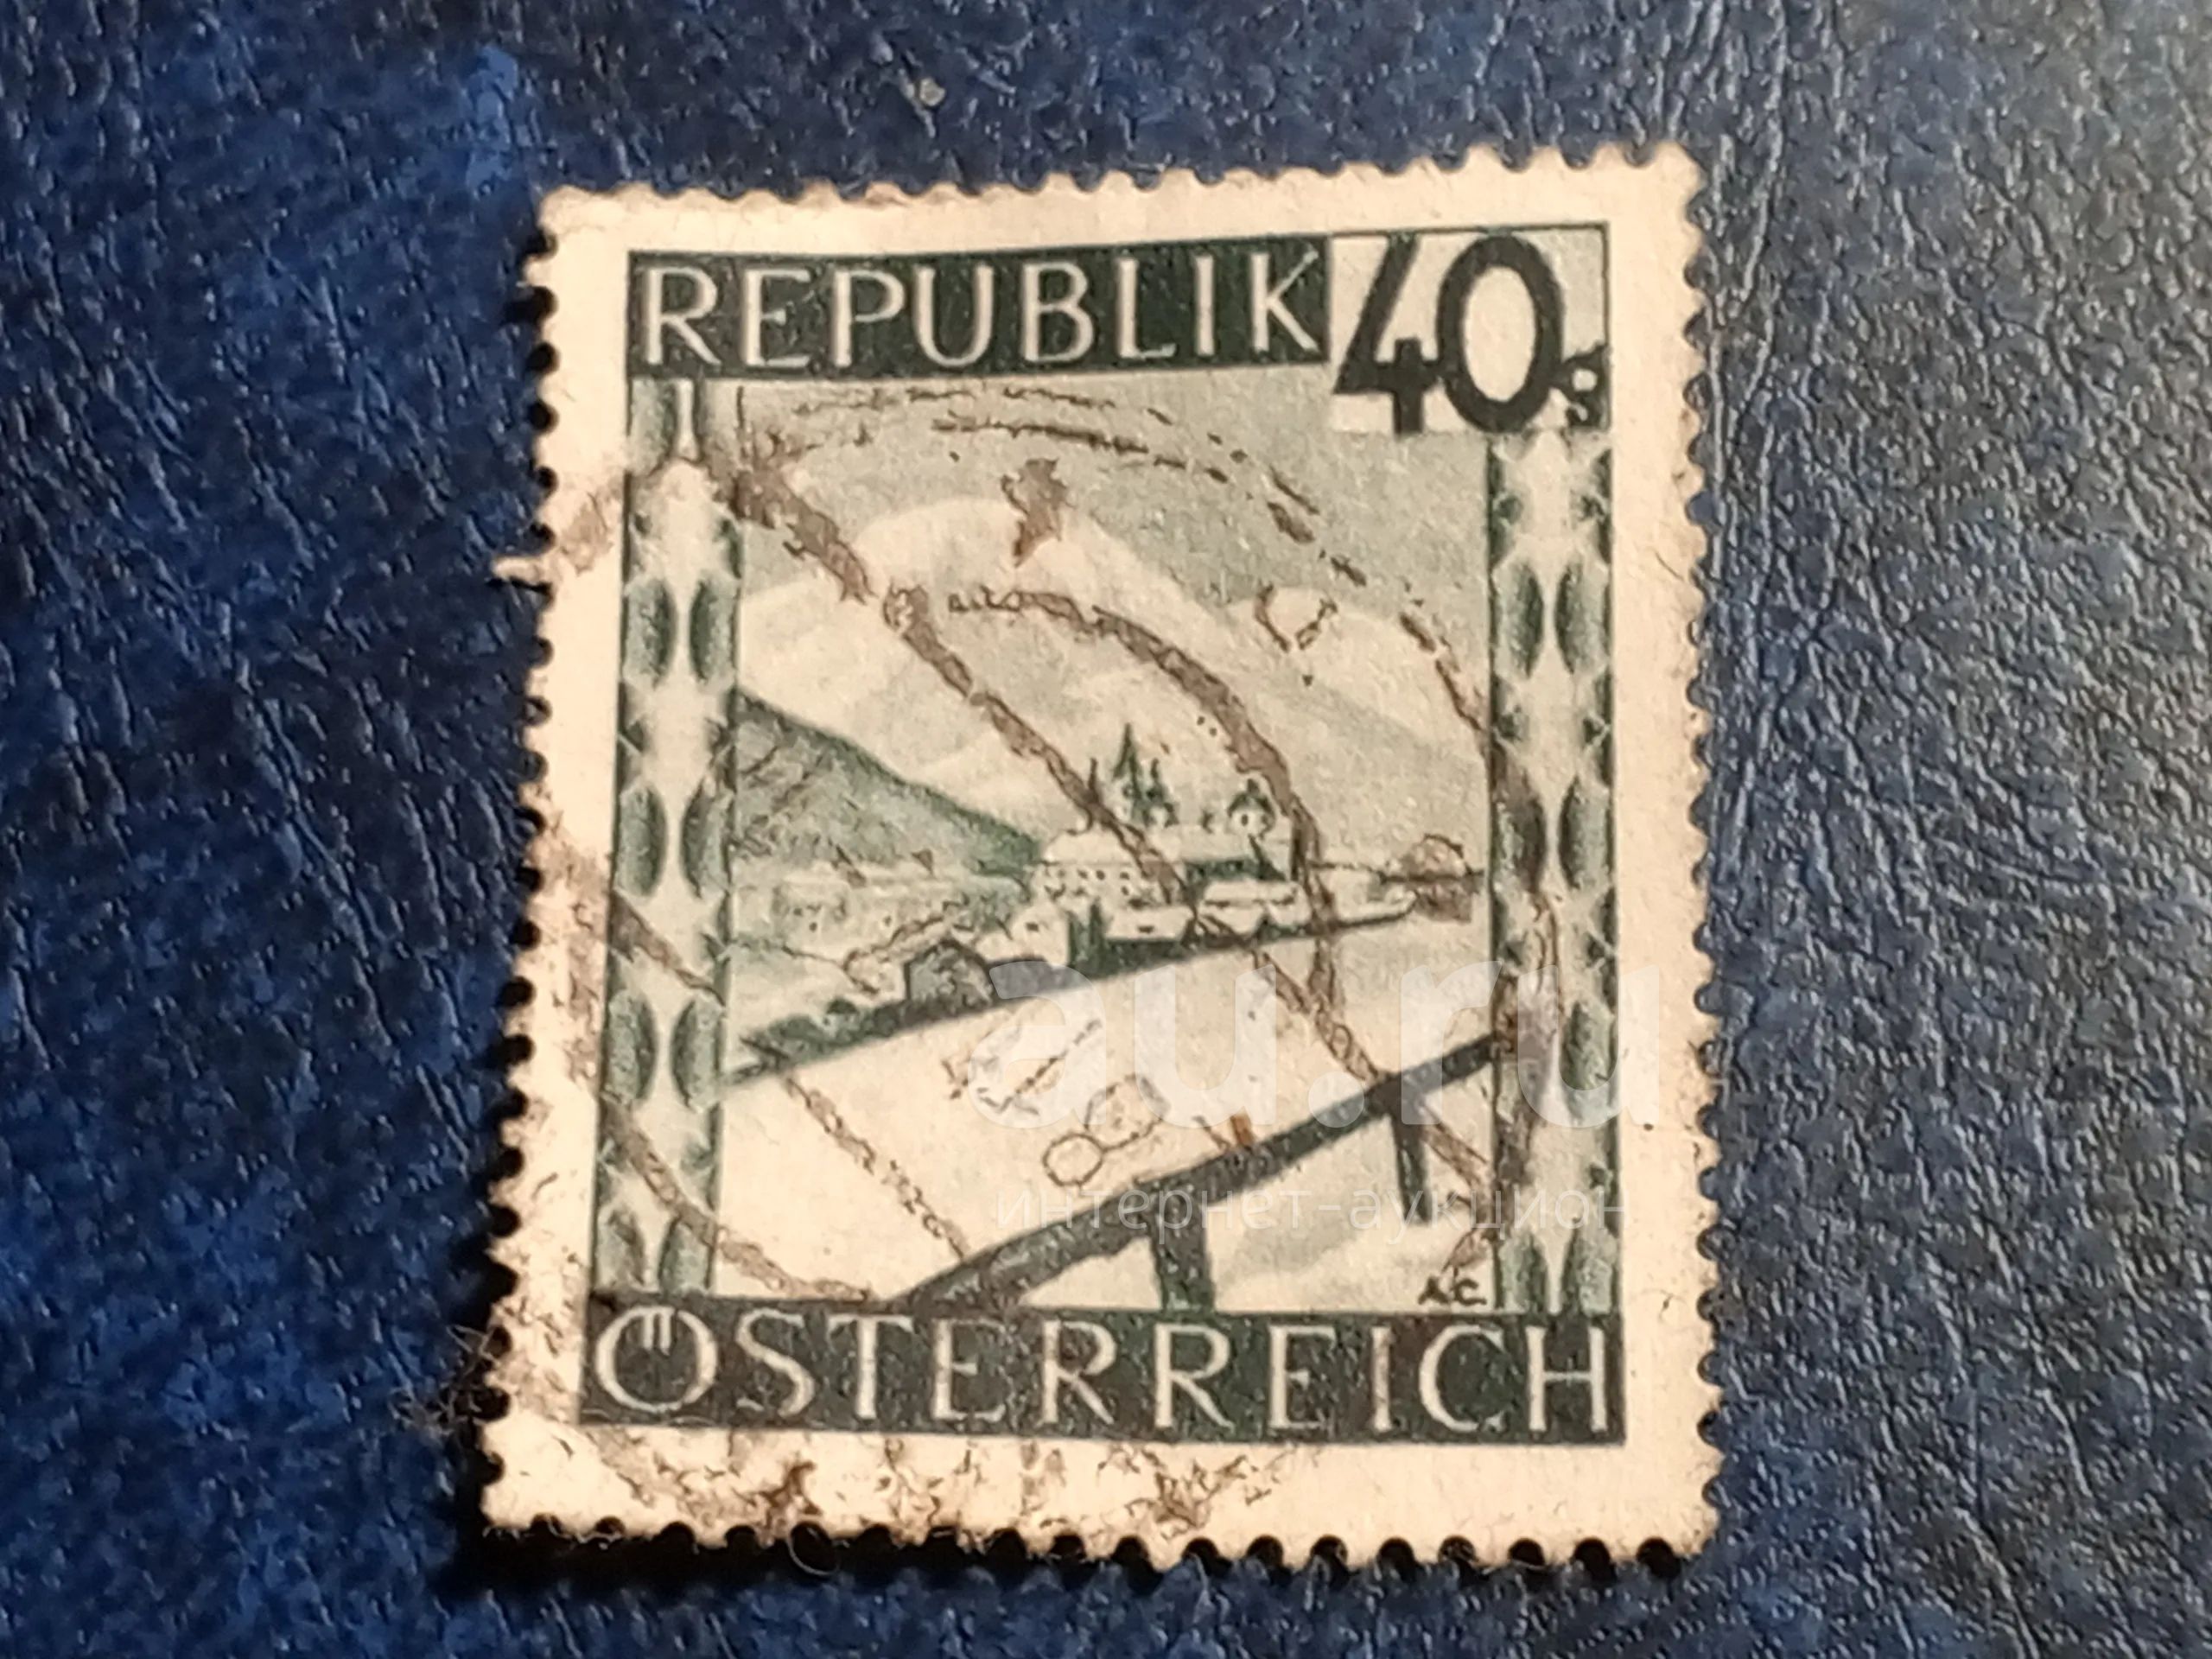 REPUBLIK 40g
au.ru
интернет-аукцион
A.C.
ÖSTERREICH